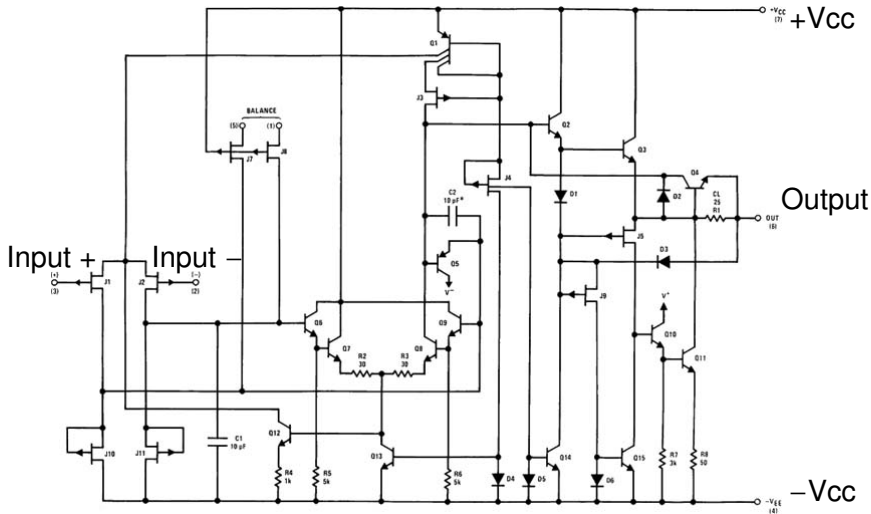 +VCC
(7)
+Vcc
Q1
J3
BALANCE
(5)
(1)
J7
J6
Q2
Q3
Q4
J4
D1
D2
CL
25
R1
Output
OUT
(6)
C2
10 pF*
J5
D3
Input +
Input –
(+)
(3)
(–)
(2)
J1
J2
Q5
V–
J9
V+
Q6
Q7
R2
30
R3
30
Q8
Q9
Q10
Q11
J10
J11
C1
10 pF
Q12
Q13
R4
1k
R5
5k
R6
5k
D4
D5
Q14
D6
Q15
R7
3k
R8
50
–VEE
(4)
–Vcc